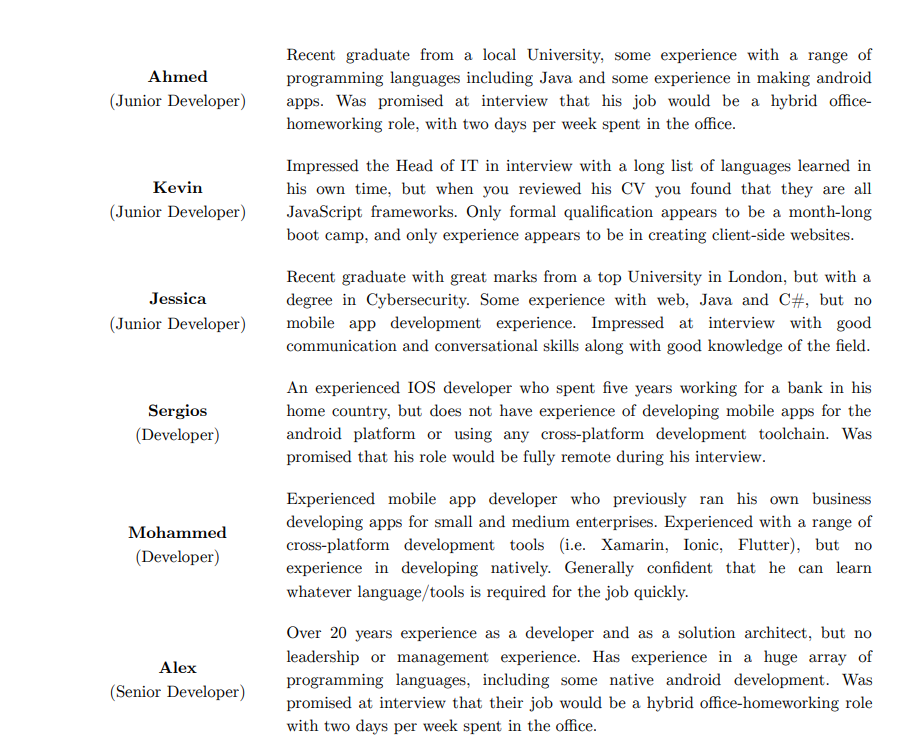 Ahmed
(Junior Developer)
Recent graduate from a local University, some experience with a range of
programming languages including Java and some experience in making android
apps. Was promised at interview that his job would be a hybrid office-
homeworking role, with two days per week spent in the office.
Kevin
(Junior Developer)
Impressed the Head of IT in interview with a long list of languages learned in
his own time, but when you reviewed his CV you found that they are all
JavaScript frameworks. Only formal qualification appears to be a month-long
boot camp, and only experience appears to be in creating client-side websites.
Jessica
(Junior Developer)
Recent graduate with great marks from a top University in London, but with a
degree in Cybersecurity. Some experience with web, Java and C#, but no
mobile app development experience. Impressed at interview with good
communication and conversational skills along with good knowledge of the field.
Sergios
(Developer)
An experienced IOS developer who spent five years working for a bank in his
home country, but does not have experience of developing mobile apps for the
android platform or using any cross-platform development toolchain. Was
promised that his role would be fully remote during his interview.
Mohammed
(Developer)
Experienced mobile app developer who previously ran his own business
developing apps for small and medium enterprises. Experienced with a range of
cross-platform development tools (i.e. Xamarin, Ionic, Flutter), but no
experience in developing natively. Generally confident that he can learn
whatever language/tools is required for the job quickly.
Alex
(Senior Developer)
Over 20 years experience as a developer and as a solution architect, but no
leadership or management experience. Has experience in a huge array of
programming languages, including some native android development. Was
promised at interview that their job would be a hybrid office-homeworking role
with two days per week spent in the office.